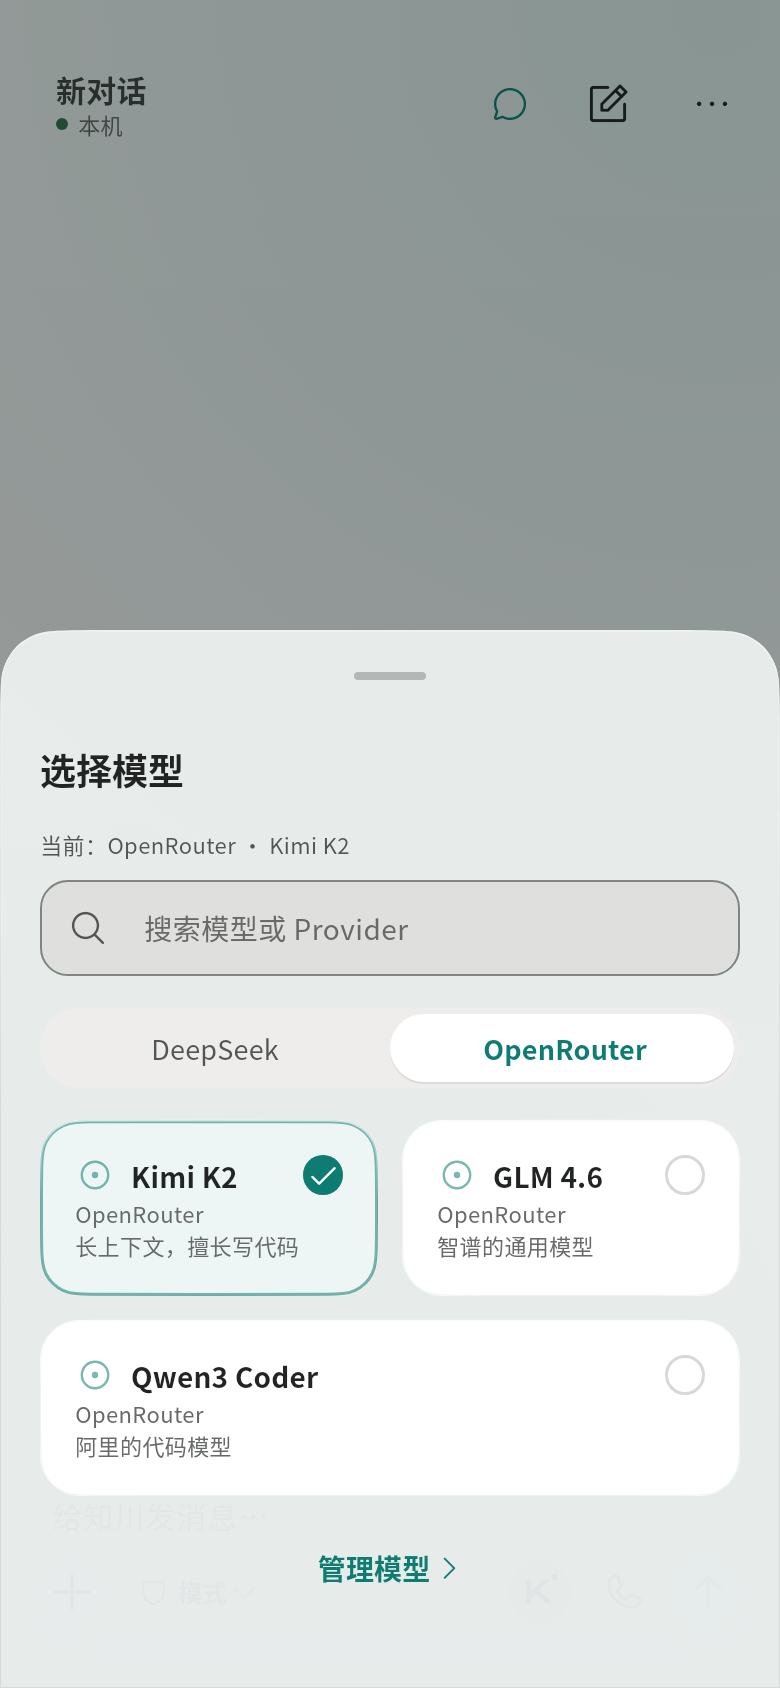 新对话
本机
选择模型
当前：OpenRouter · Kimi K2
搜索模型或 Provider
DeepSeek
OpenRouter
Kimi K2
OpenRouter
长上下文，擅长写代码
GLM 4.6
OpenRouter
智谱的通用模型
Qwen3 Coder
OpenRouter
阿里的代码模型
给知川发消息…
管理模型
模式
K